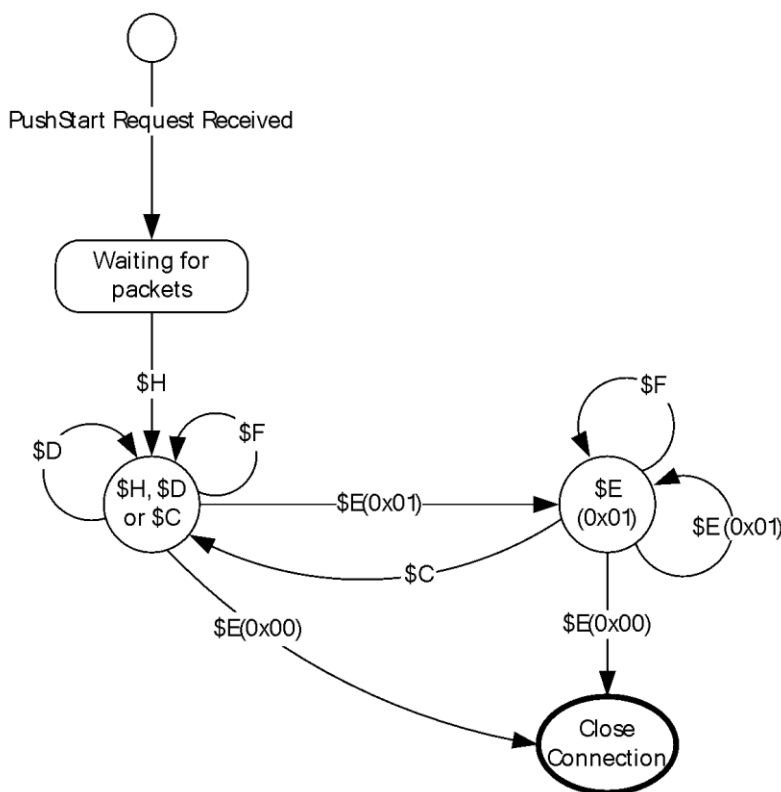 PushStart Request Received
Waiting for
packets
$H
$D
$F
$H, $D
or $C
$E(0x01)
$F
$E
(0x01)
$E(0x01)
$C
$E(0x00)
$E(0x00)
Close
Connection